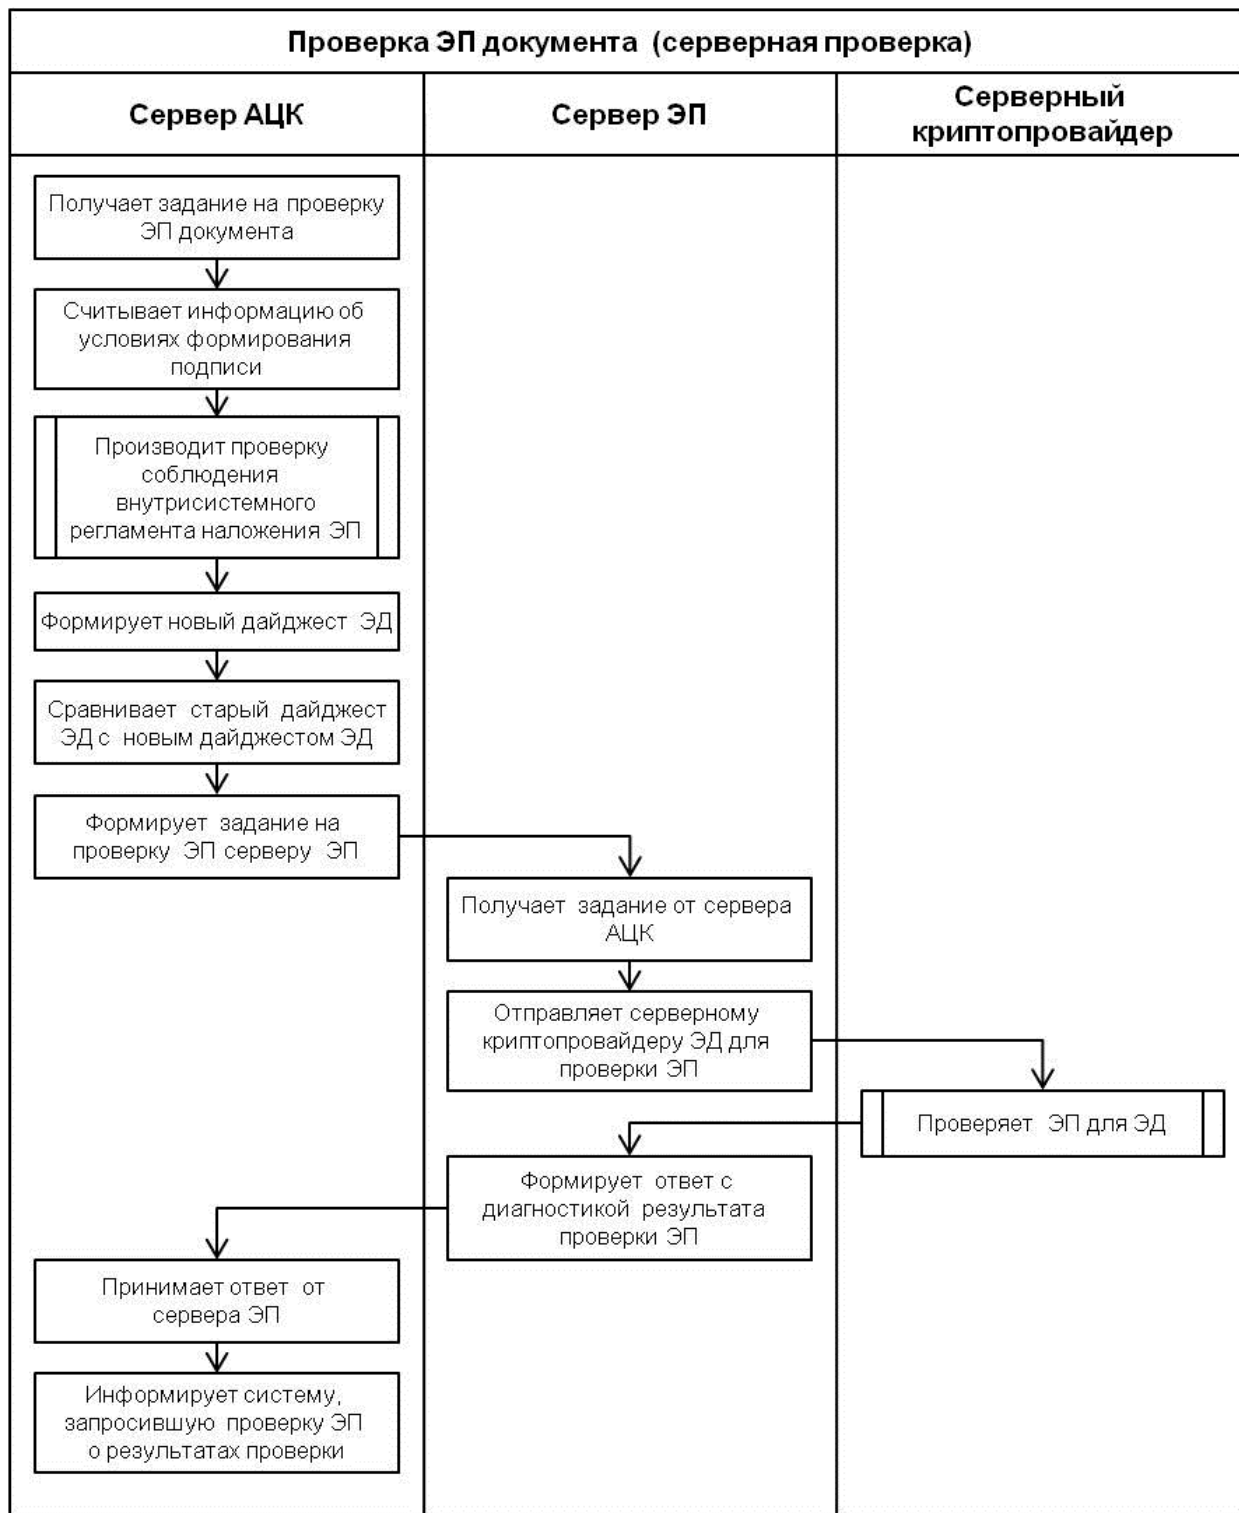 Проверка ЭП документа (серверная проверка)
Сервер АЦК
Сервер ЭП
Серверный
криптопровайдер
Получает задание на проверку
ЭП документа
Считывает информацию об
условиях формирования
подписи
Производит проверку
соблюдения
внутрисистемного
регламента наложения ЭП
Формирует новый дайджест ЭД
Сравнивает старый дайджест
ЭД с новым дайджестом ЭД
Формирует задание на
проверку ЭП серверу ЭП
Получает задание от сервера
АЦК
Отправляет серверному
криптопровайдеру ЭД для
проверки ЭП
Проверяет ЭП для ЭД
Формирует ответ с
диагностикой результата
проверки ЭП
Принимает ответ от
сервера ЭП
Информирует систему,
запросившую проверку ЭП
о результатах проверки